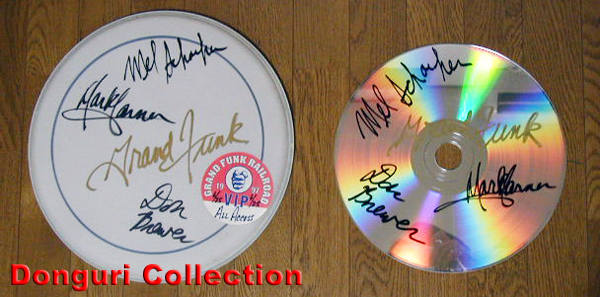 Mel Schacher
Mark Farner
Grand Funk
Don
Brewer
GRAND FUNK RAILROAD
1997
V.I.P.
All Access
Mel Schacher
Grand Funk
Don
Brewer
Mark Farner
Donguri Collection